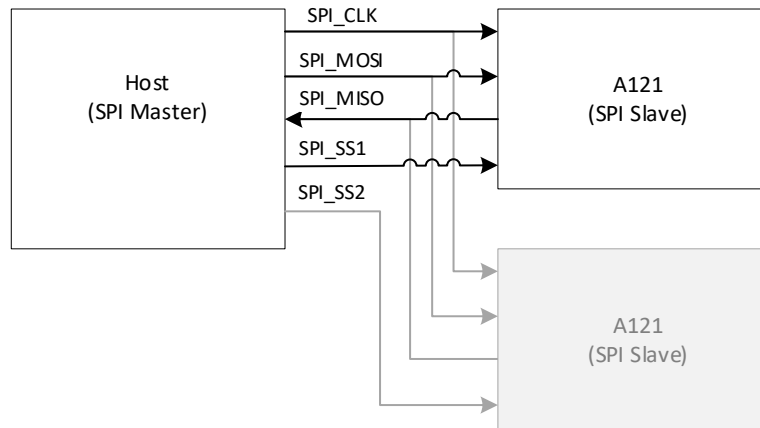 SPI_CLK
SPI_MOSI
SPI_MISO
SPI_SS1
SPI_SS2
Host
(SPI Master)
A121
(SPI Slave)
A121
(SPI Slave)